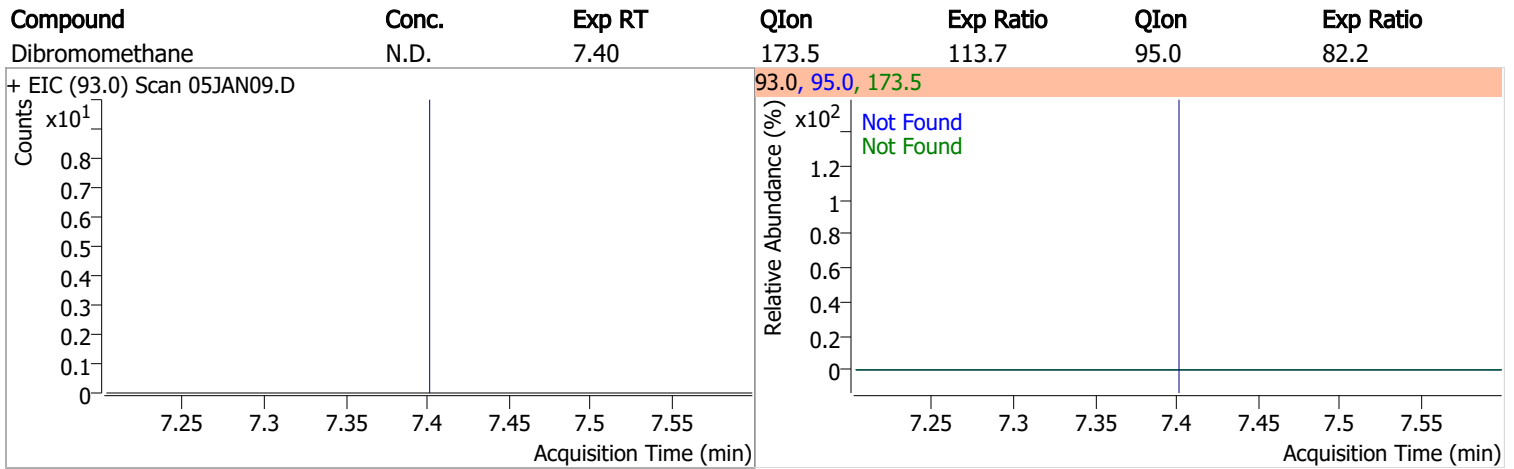 Compound Conc. Exp RT QIon Exp Ratio QIon Exp Ratio
Dibromomethane N.D. 7.40 173.5 113.7 95.0 82.2
+ EIC (93.0) Scan 05JAN09.D
Counts
x10¹
0.8
0.7
0.6
0.5
0.4
0.3
0.2
0.1
0
7.25 7.3 7.35 7.4 7.45 7.5 7.55
Acquisition Time (min)
93.0, 95.0, 173.5
Relative Abundance (%)
x10²
Not Found
Not Found
1.2
1
0.8
0.6
0.4
0.2
0
7.25 7.3 7.35 7.4 7.45 7.5 7.55
Acquisition Time (min)